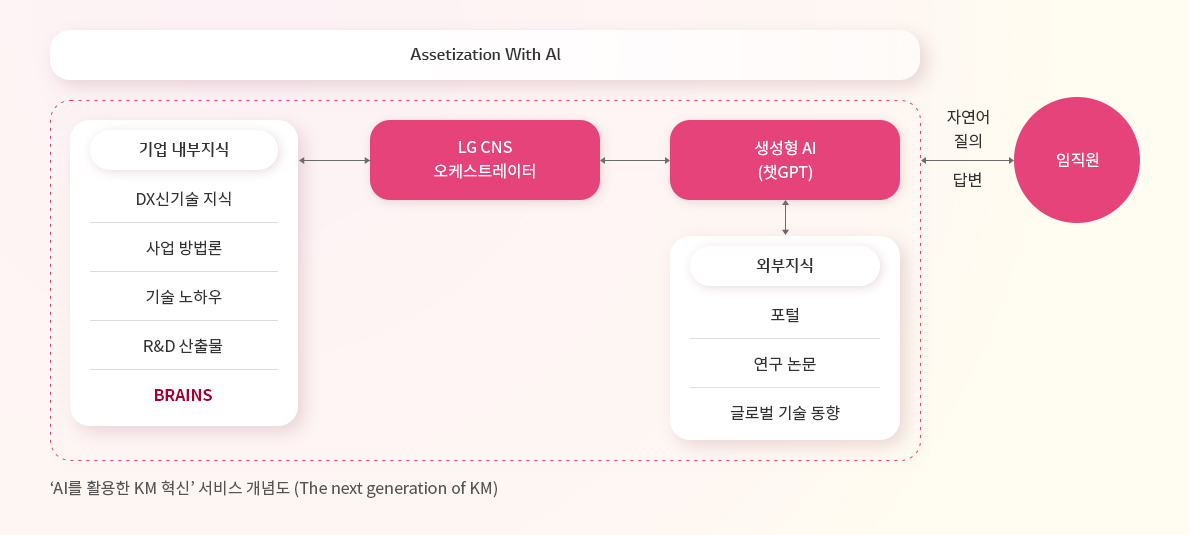 Assetization With AI
기업 내부지식
DX신기술 지식
사업 방법론
기술 노하우
R&D 산출물
BRAINS
LG CNS
오케스트레이터
생성형 AI
(챗GPT)
외부지식
포털
연구 논문
글로벌 기술 동향
자연어
질의
답변
임직원
‘AI를 활용한 KM 혁신’ 서비스 개념도 (The next generation of KM)